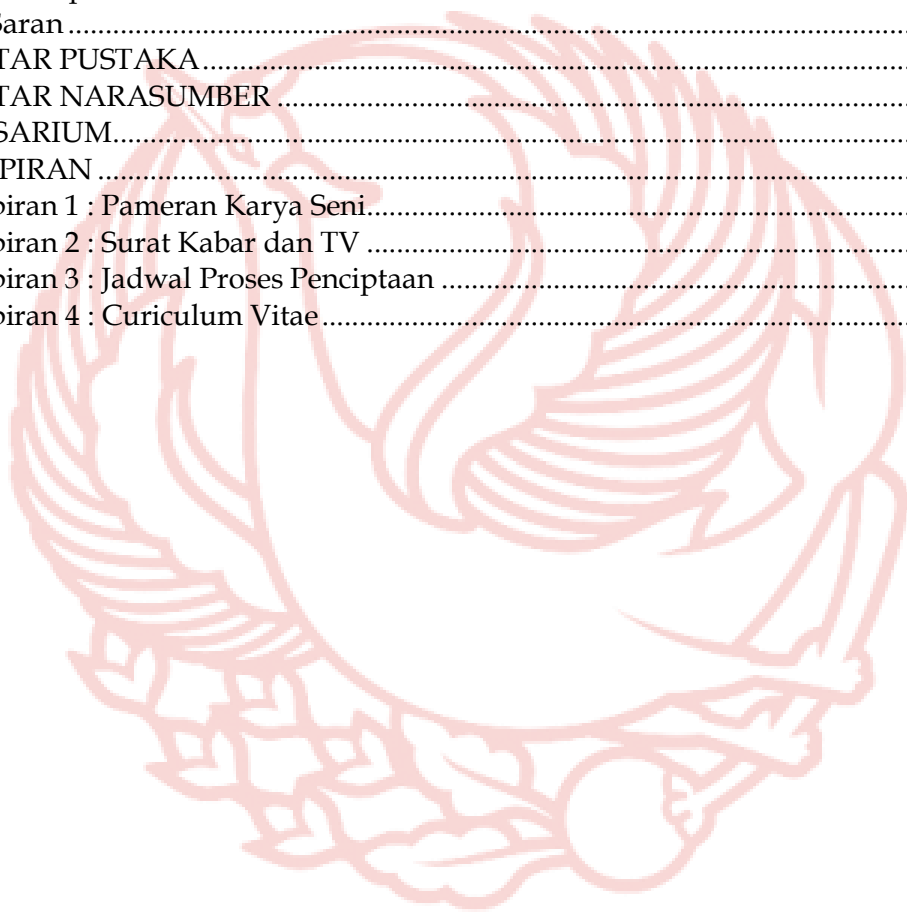 Saran
TAR PUSTAKA
TAR NARASUMBER
SARIUM
PIRAN
piran 1 : Pameran Karya Seni
piran 2 : Surat Kabar dan TV
piran 3 : Jadwal Proses Penciptaan
piran 4 : Curiculum Vitae